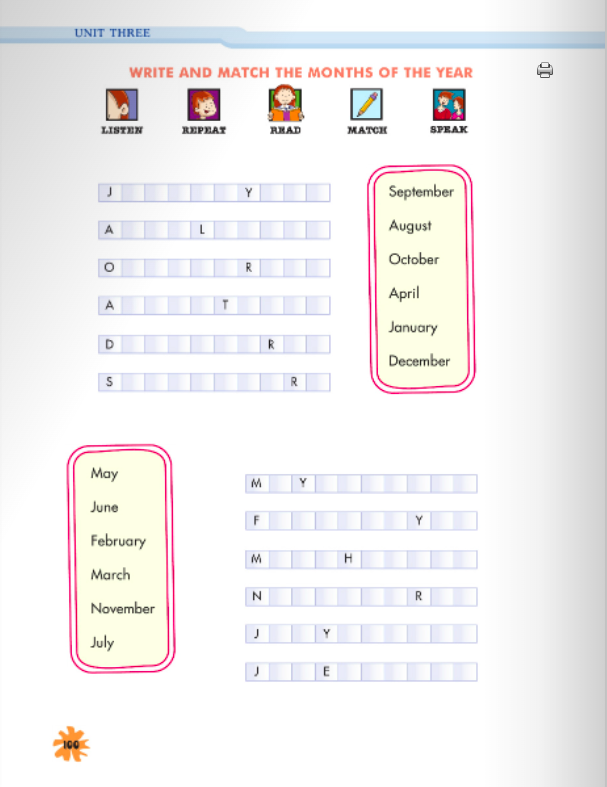 UNIT THREE
WRITE AND MATCH THE MONTHS OF THE YEAR
LISTEN REPEAT READ MATCH SPEAK
J Y
A L
O R
A T
D R
S R
September
August
October
April
January
December
May
June
February
March
November
July
M Y
F Y
M H
N R
J Y
J E
100